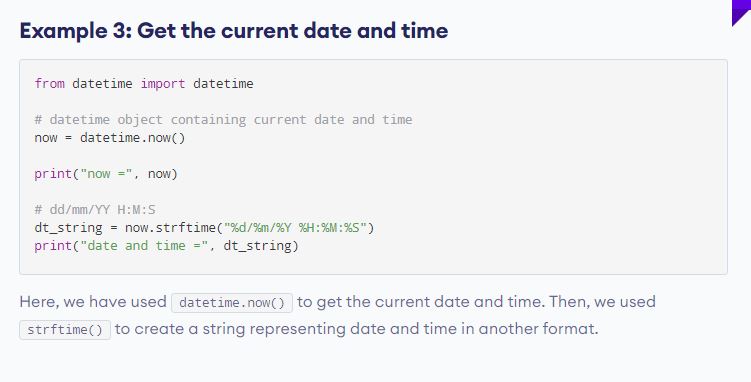 Example 3: Get the current date and time
from datetime import datetime
# datetime object containing current date and time
now = datetime.now()
print("now =", now)
# dd/mm/YY H:M:S
dt_string = now.strftime("%d/%m/%Y %H:%M:%S")
print("date and time =", dt_string)
Here, we have used datetime.now() to get the current date and time. Then, we used
strftime() to create a string representing date and time in another format.